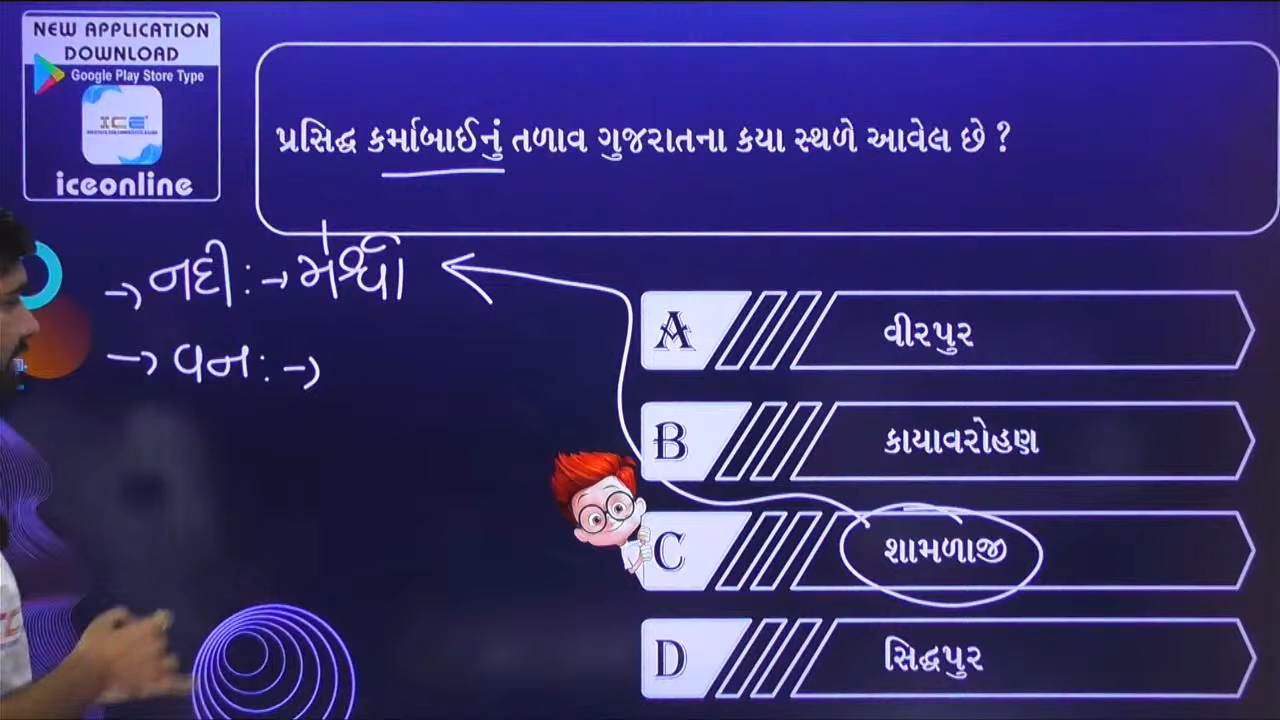 NEW APPLICATION
DOWNLOAD
Google Play Store Type
ICE
iceonline
પ્રસિદ્ધ કર્માબાઈનું તળાવ ગુજરાતના કયા સ્થળે આવેલ છે ?
→ નદી :→ મેશ્વો
→ વન :→
A વીરપુર
B કાયાવરોહણ
C શામળાજી
D સિદ્ધપુર